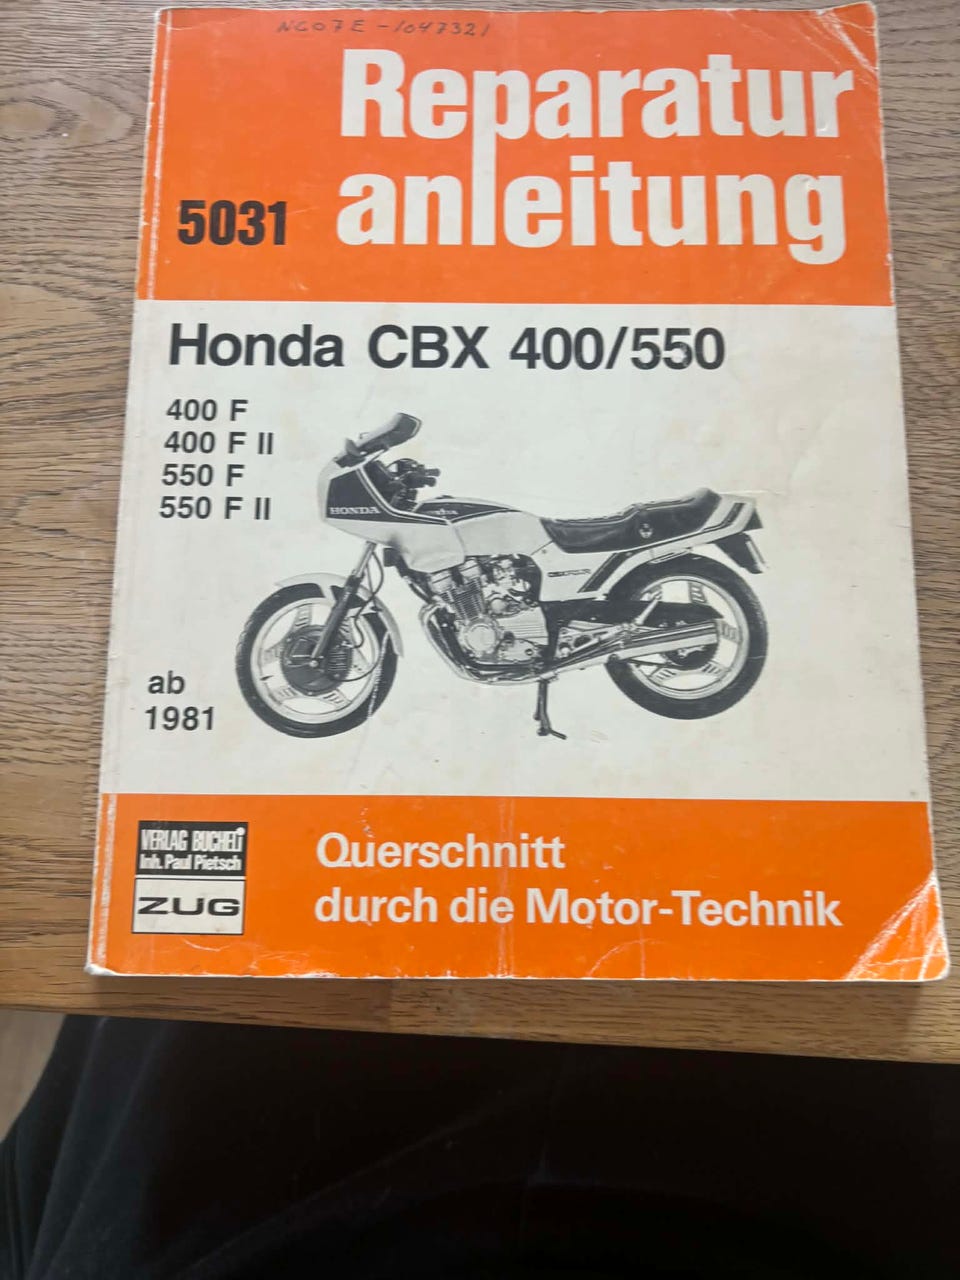 NC07E-1047321
Reparatur
anleitung
5031
Honda CBX 400/550
400 F
400 F II
550 F
550 F II
HONDA
ab
1981
VERLAG BUCHELI
Inh. Paul Pietsch
ZUG
Querschnitt
durch die Motor-Technik